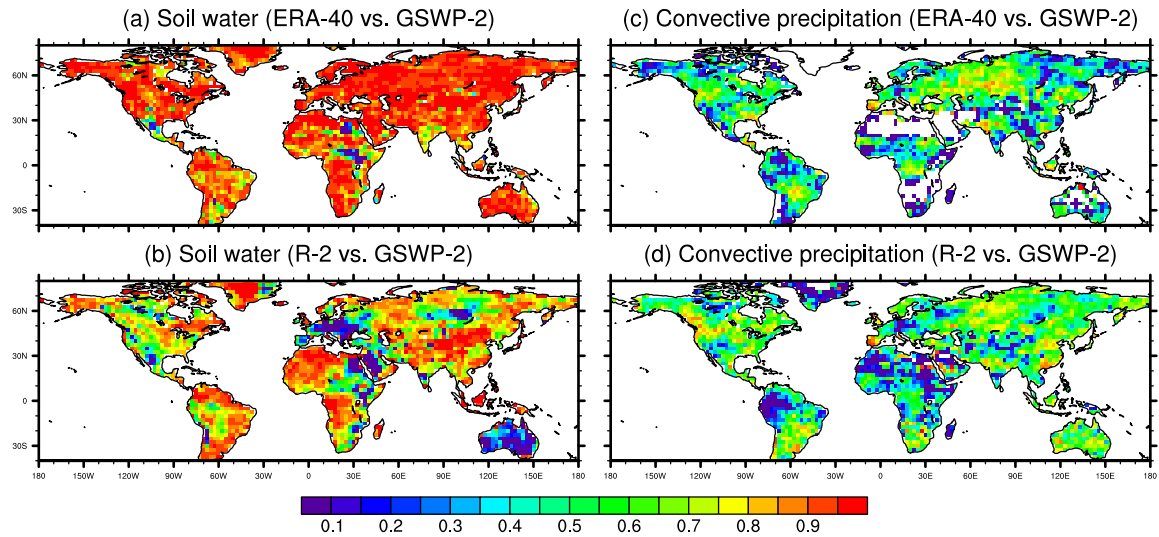 (a) Soil water (ERA-40 vs. GSWP-2)
(c) Convective precipitation (ERA-40 vs. GSWP-2)
60N
30N
0
30S
(b) Soil water (R-2 vs. GSWP-2)
(d) Convective precipitation (R-2 vs. GSWP-2)
60N
30N
0
30S
180 150W 120W 90W 60W 30W 0 30E 60E 90E 120E 150E 180
180 150W 120W 90W 60W 30W 0 30E 60E 90E 120E 150E 180
0.1 0.2 0.3 0.4 0.5 0.6 0.7 0.8 0.9